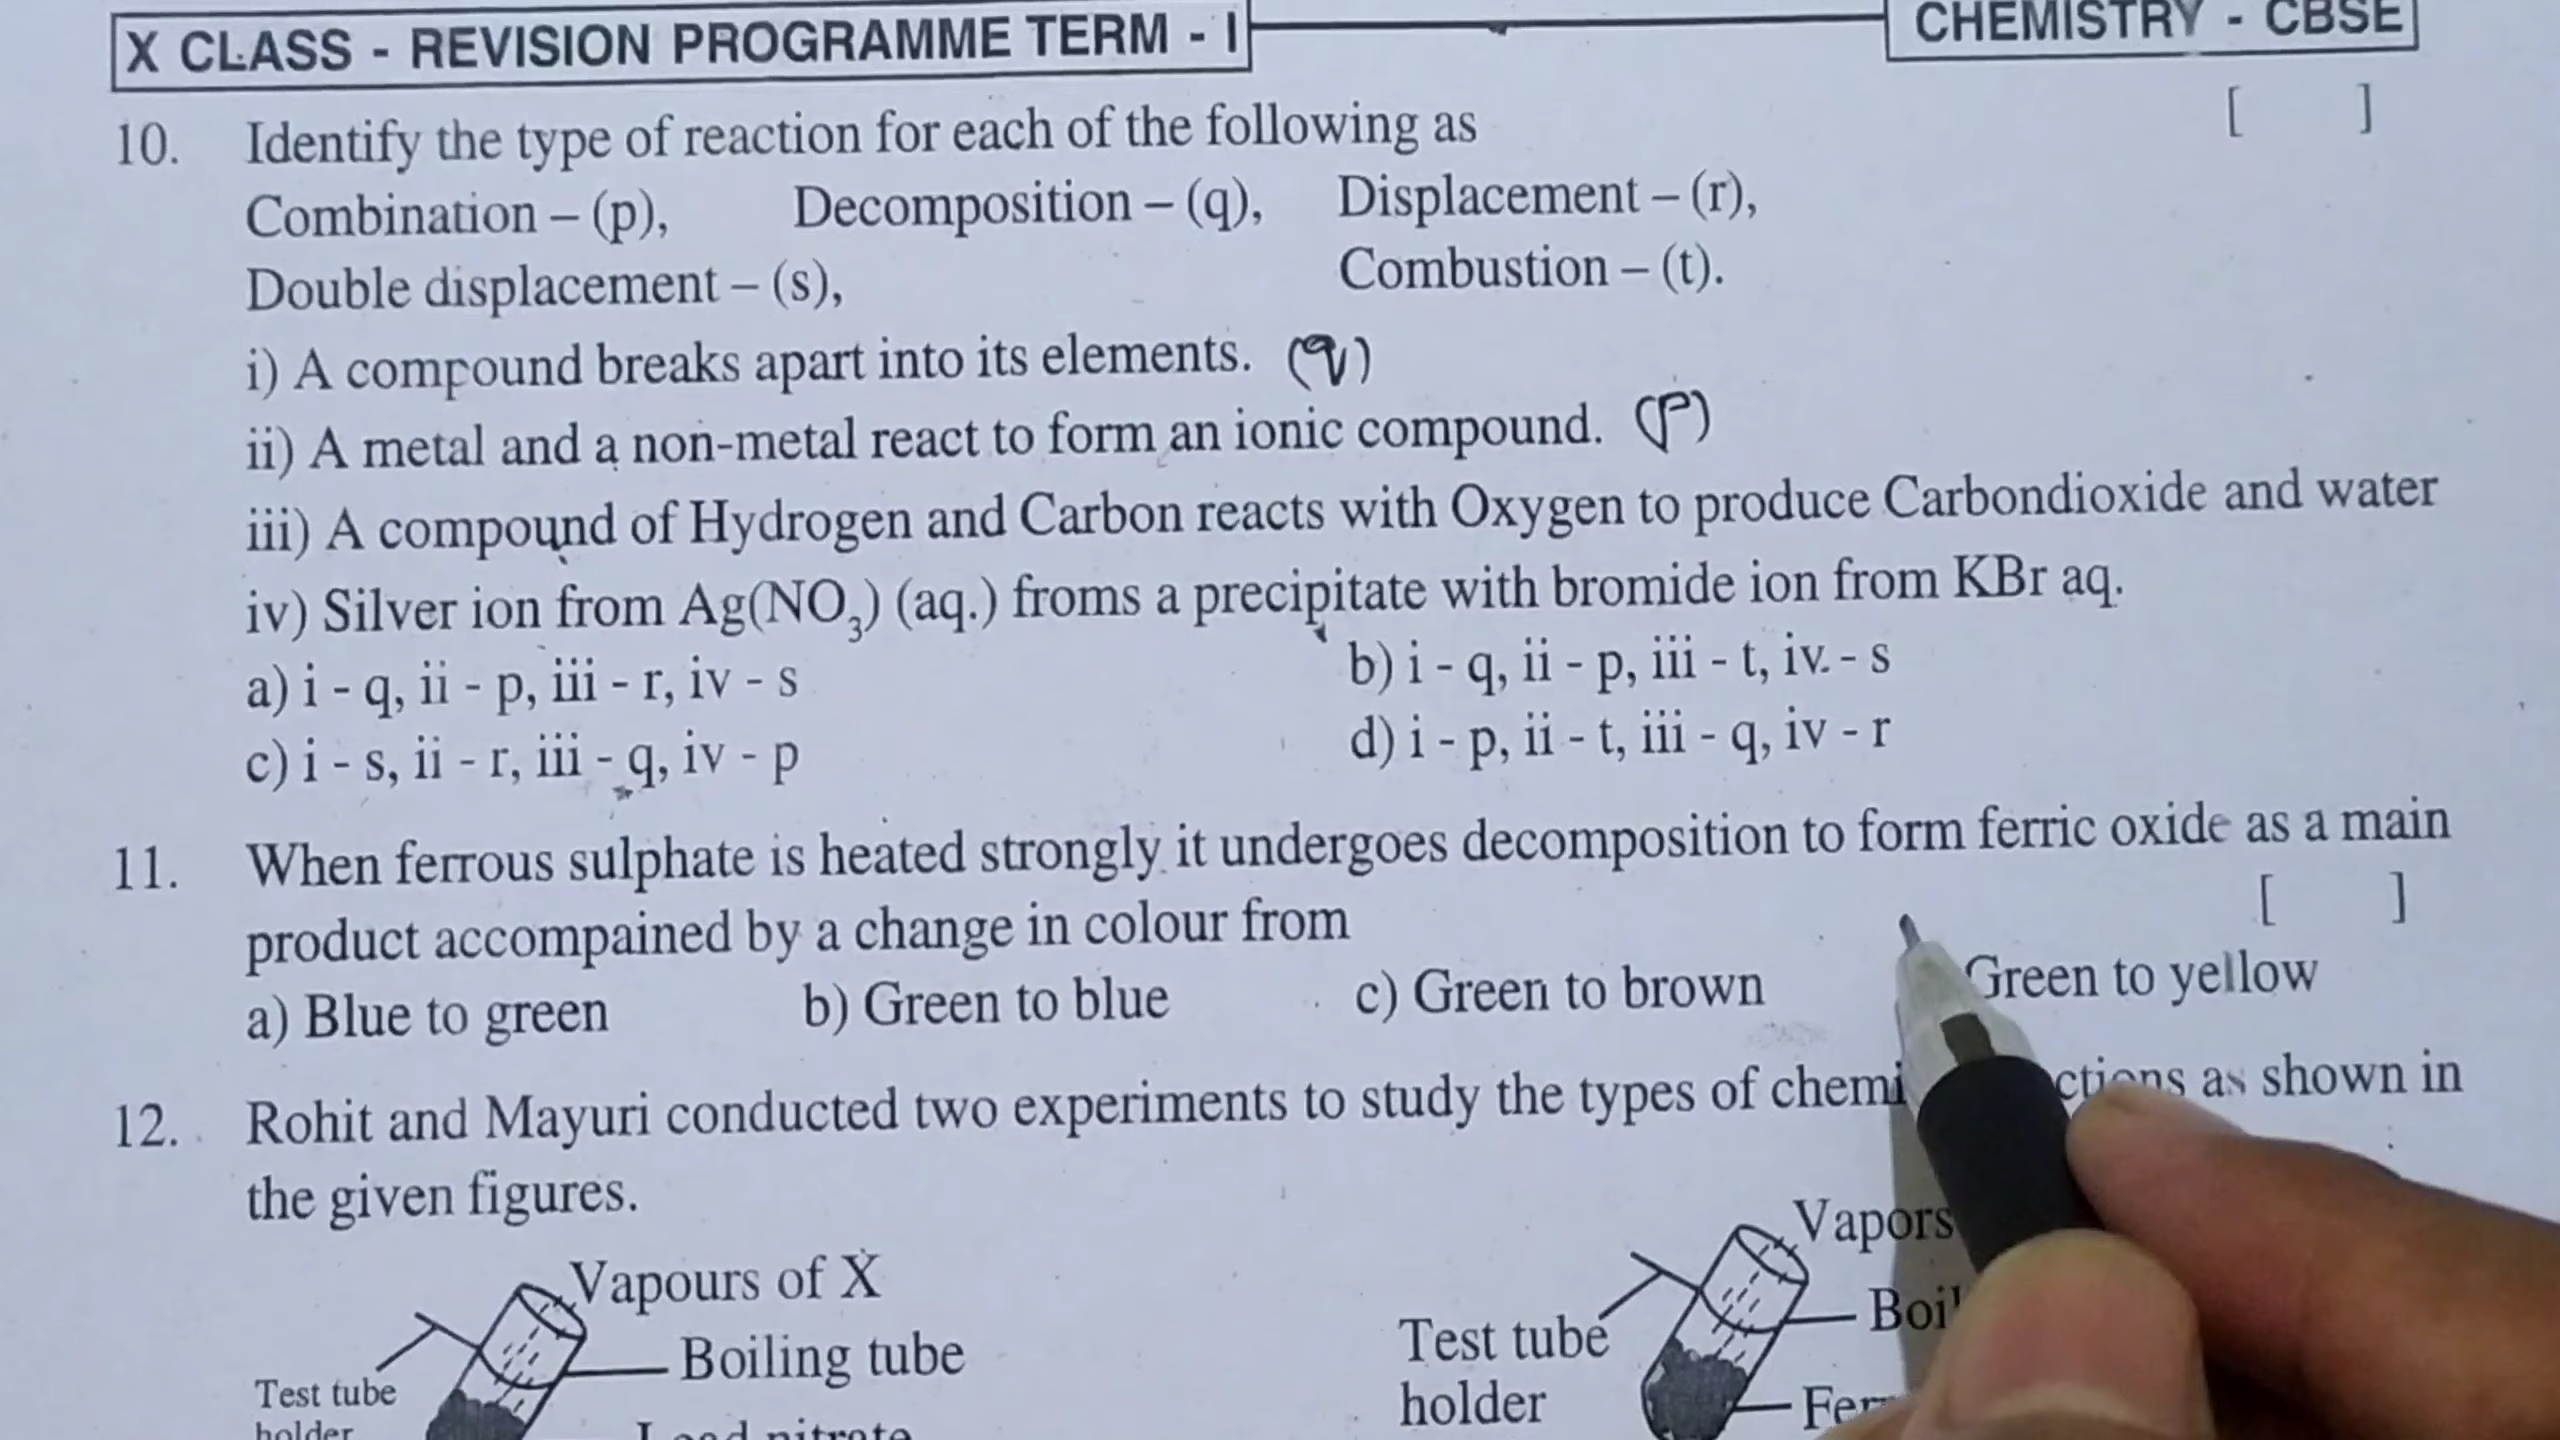 X CLASS - REVISION PROGRAMME TERM - I
CHEMISTRY - CBSE
10. Identify the type of reaction for each of the following as [ ]
Combination – (p), Decomposition – (q), Displacement – (r),
Double displacement – (s), Combustion – (t).
i) A compound breaks apart into its elements. (q)
ii) A metal and a non-metal react to form an ionic compound. (p)
iii) A compound of Hydrogen and Carbon reacts with Oxygen to produce Carbondioxide and water
iv) Silver ion from Ag(NO₃) (aq.) froms a precipitate with bromide ion from KBr aq.
a) i - q, ii - p, iii - r, iv - s b) i - q, ii - p, iii - t, iv. - s
c) i - s, ii - r, iii - q, iv - p d) i - p, ii - t, iii - q, iv - r
11. When ferrous sulphate is heated strongly it undergoes decomposition to form ferric oxide as a main
product accompained by a change in colour from [ ]
a) Blue to green b) Green to blue c) Green to brown Green to yellow
12. Rohit and Mayuri conducted two experiments to study the types of as shown in
the given figures.
Vapours of X
Boiling tube
Test tube
holder
Lead nitrate
Vapors
Test tube
holder